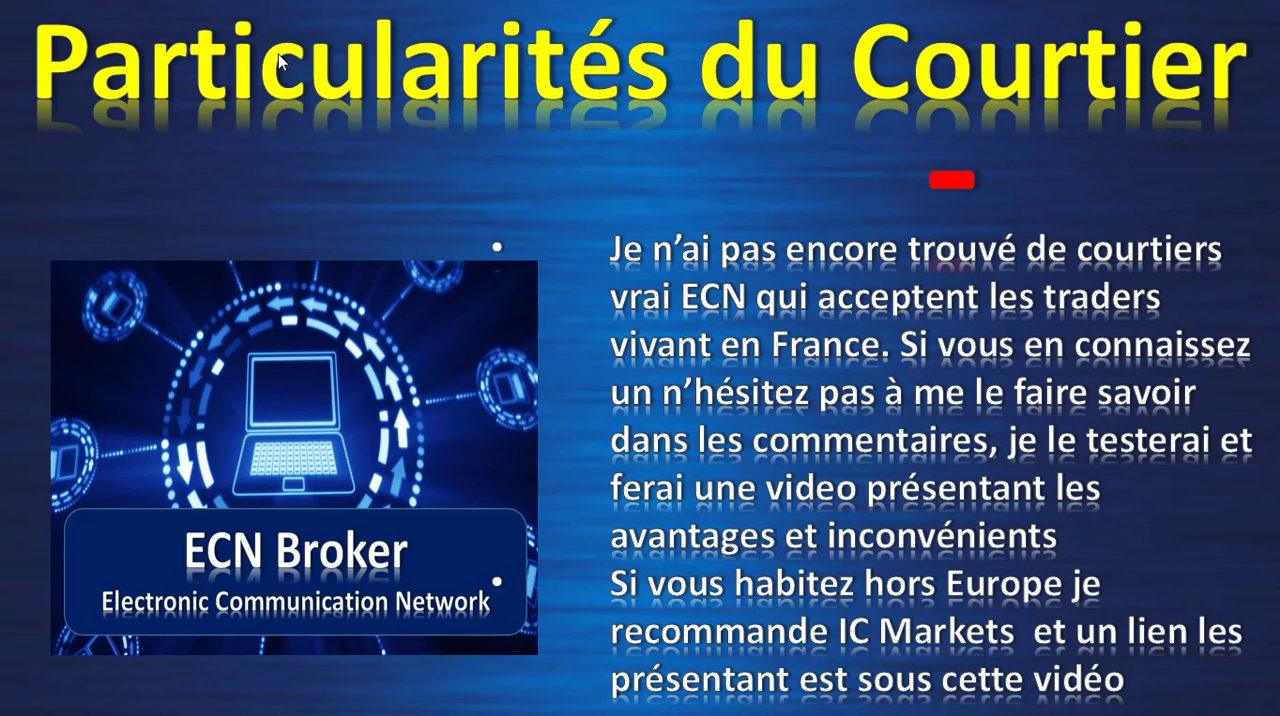 Particularités du Courtier
ECN Broker
Electronic Communication Network
• Je n’ai pas encore trouvé de courtiers
vrai ECN qui acceptent les traders
vivant en France. Si vous en connaissez
un n’hésitez pas à me le faire savoir
dans les commentaires, je le testerai et
ferai une video présentant les
avantages et inconvénients
• Si vous habitez hors Europe je
recommande IC Markets  et un lien les
présentant est sous cette vidéo